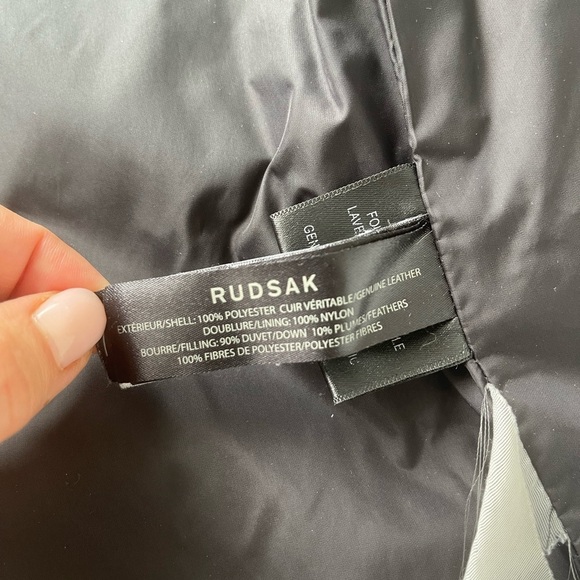 RUDSAK
EXTÉRIEUR/SHELL: 100% POLYESTER CUIR VÉRITABLE/GENUINE LEATHER
DOUBLURE/LINING: 100% NYLON
BOURRE/FILLING: 90% DUVET/DOWN 10% PLUMES/FEATHERS
100% FIBRES DE POLYESTER/POLYESTER FIBRES